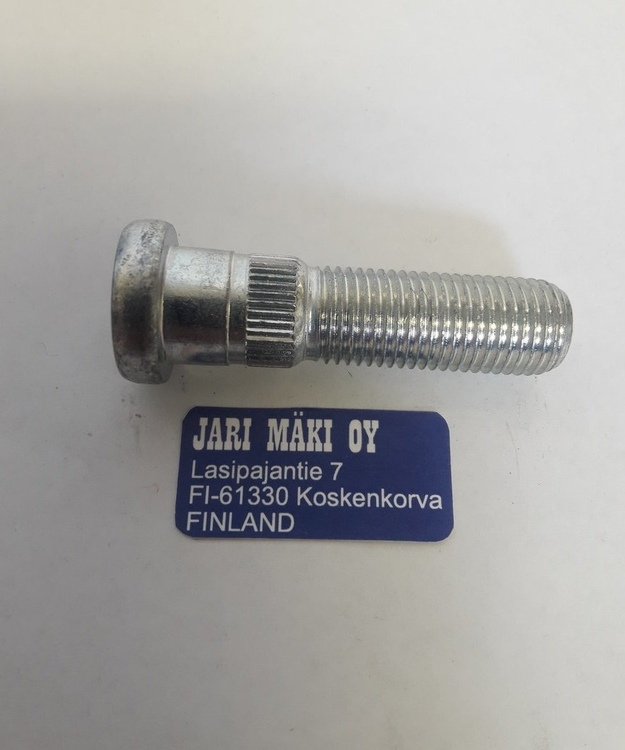 JARI MÄKI OY
Lasipajantie 7
FI-61330 Koskenkorva
FINLAND